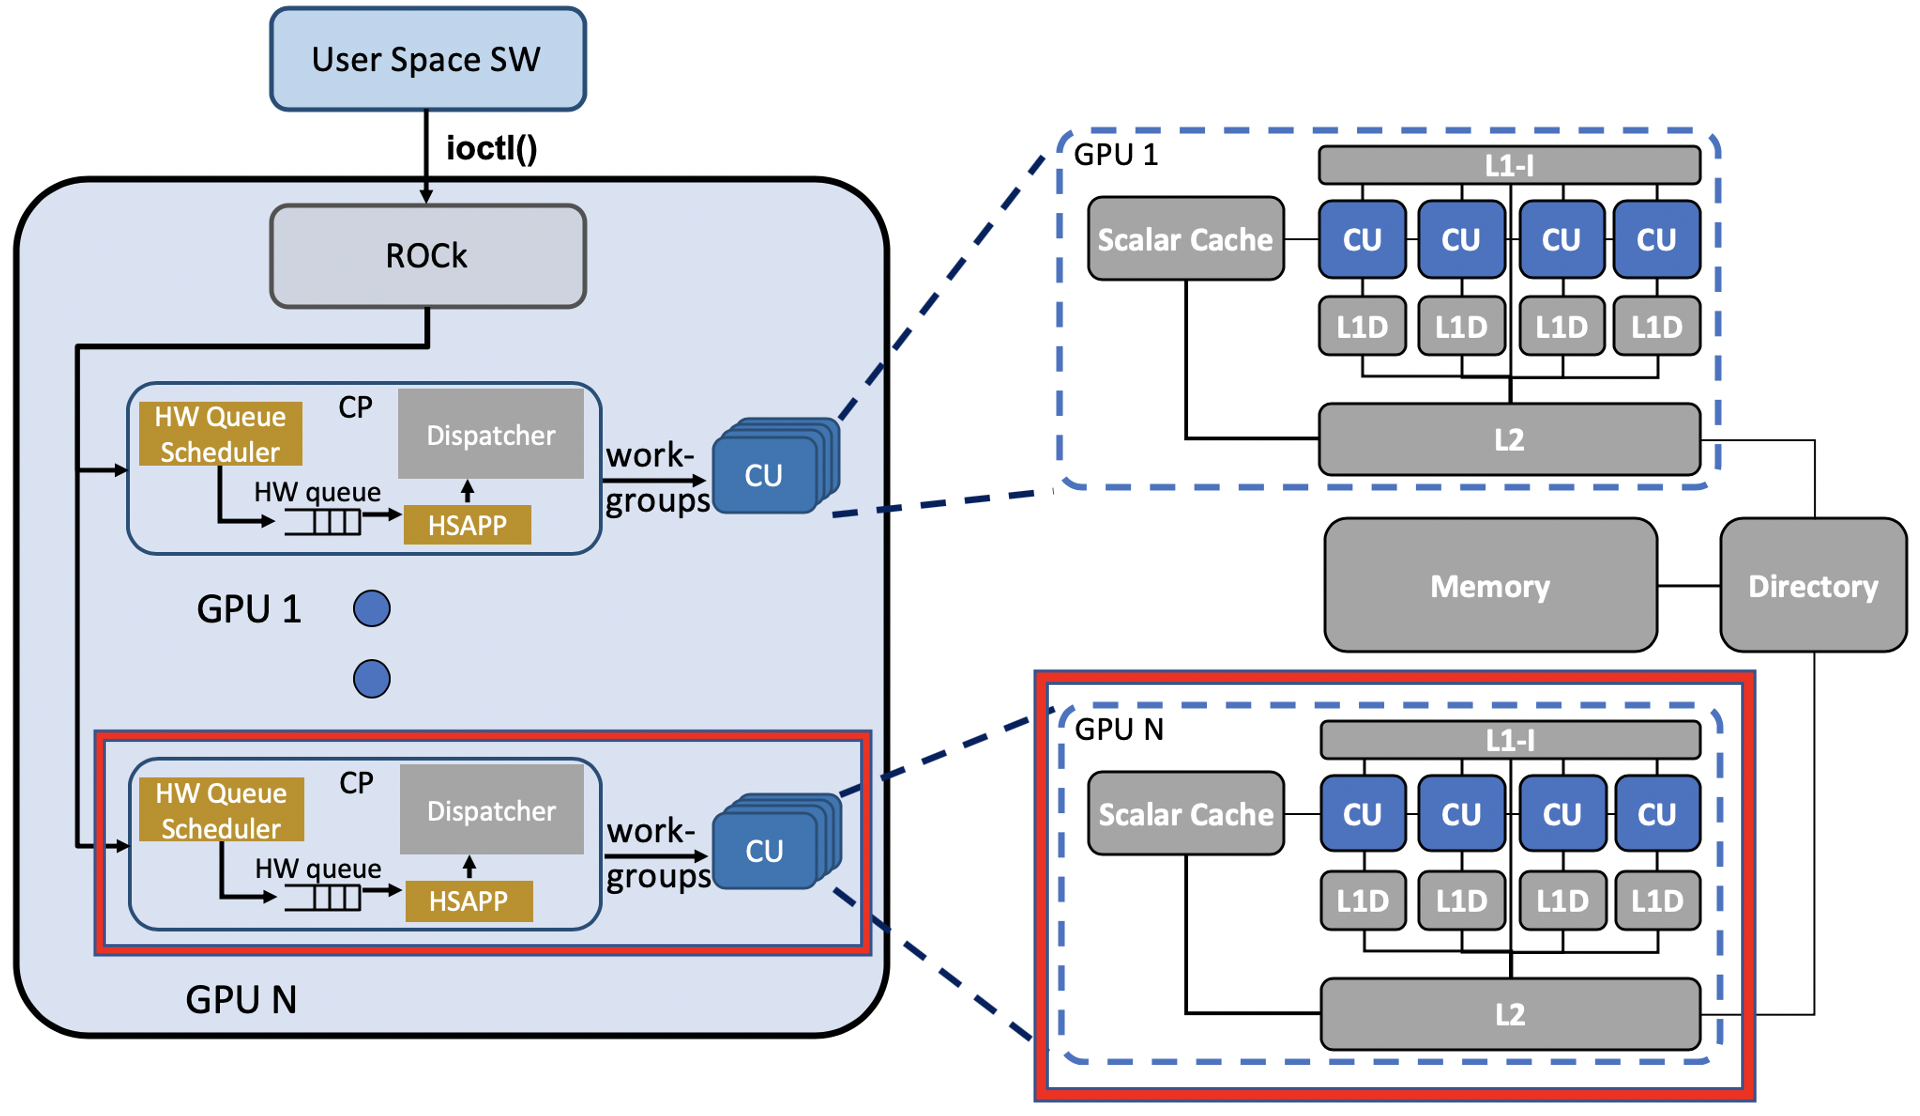 User Space SW
ioctl()
ROCk
HW Queue
Scheduler
CP
Dispatcher
HW queue
HSAPP
work-
groups
CU
GPU 1
HW Queue
Scheduler
CP
Dispatcher
HW queue
HSAPP
work-
groups
CU
GPU N
GPU 1
L1-I
Scalar Cache
CU
CU
CU
CU
L1D
L1D
L1D
L1D
L2
Memory
Directory
GPU N
L1-I
Scalar Cache
CU
CU
CU
CU
L1D
L1D
L1D
L1D
L2